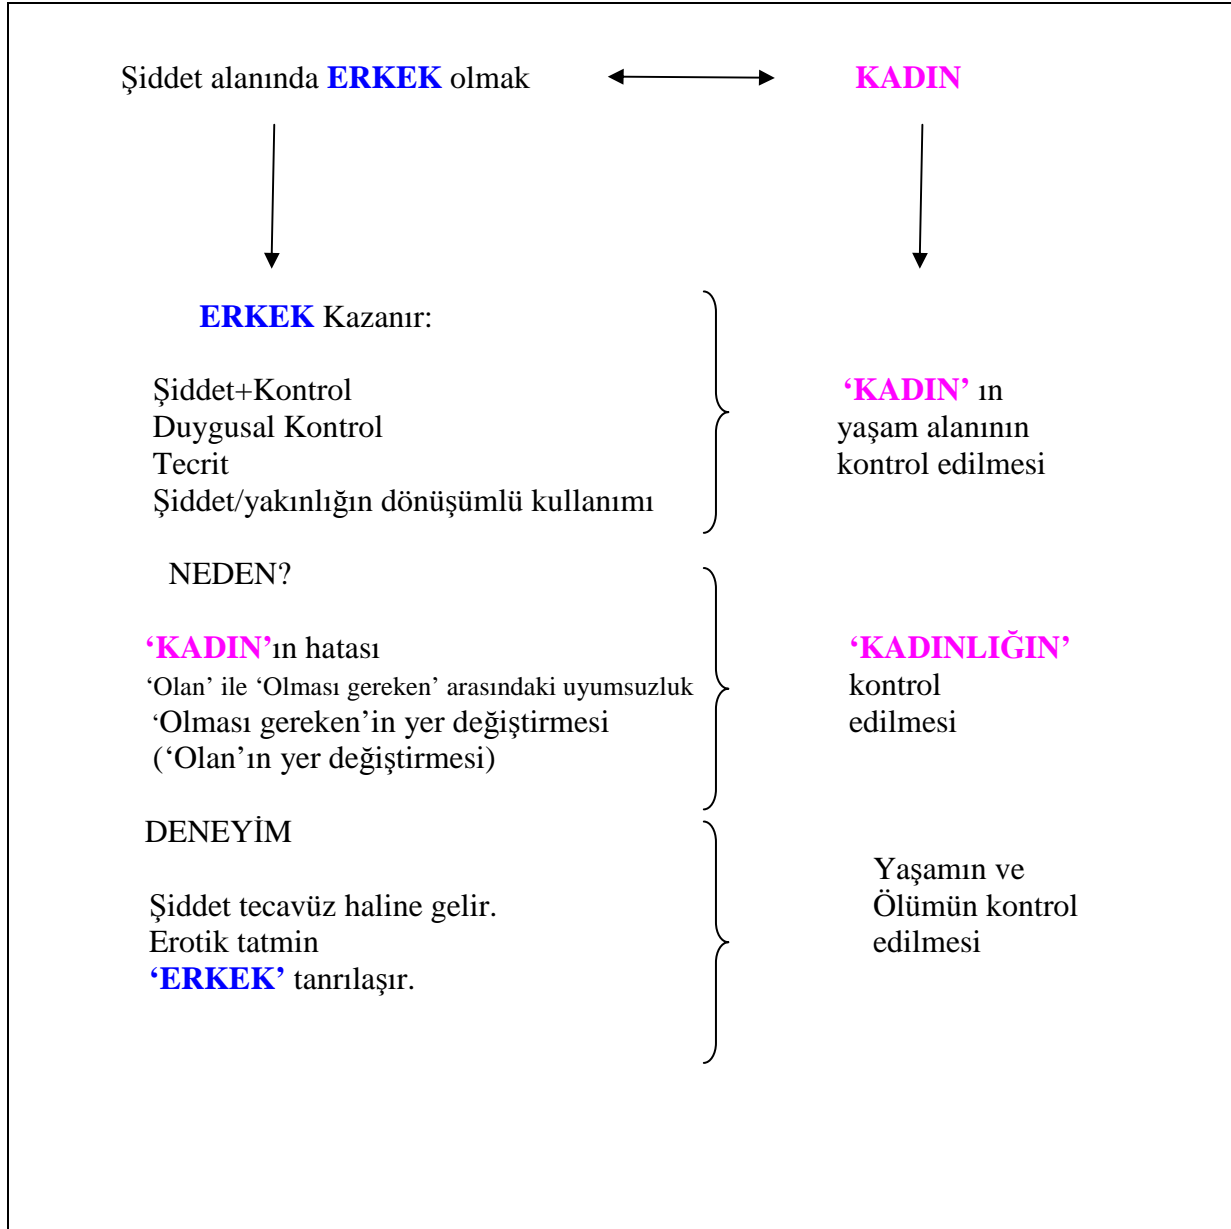 Şiddet alanında ERKEK olmak KADIN
ERKEK Kazanır:
Şiddet+Kontrol
Duygusal Kontrol
Tecrit
Şiddet/yakınlığın dönüşümlü kullanımı
‘KADIN’ ın
yaşam alanının
kontrol edilmesi
NEDEN?
‘KADIN’ın hatası
‘Olan’ ile ‘Olması gereken’ arasındaki uyumsuzluk
‘Olması gereken’in yer değiştirmesi
(‘Olan’ın yer değiştirmesi)
‘KADINLIĞIN’
kontrol
edilmesi
DENEYİM
Şiddet tecavüz haline gelir.
Erotik tatmin
‘ERKEK’ tanrılaşır.
Yaşamın ve
Ölümün kontrol
edilmesi